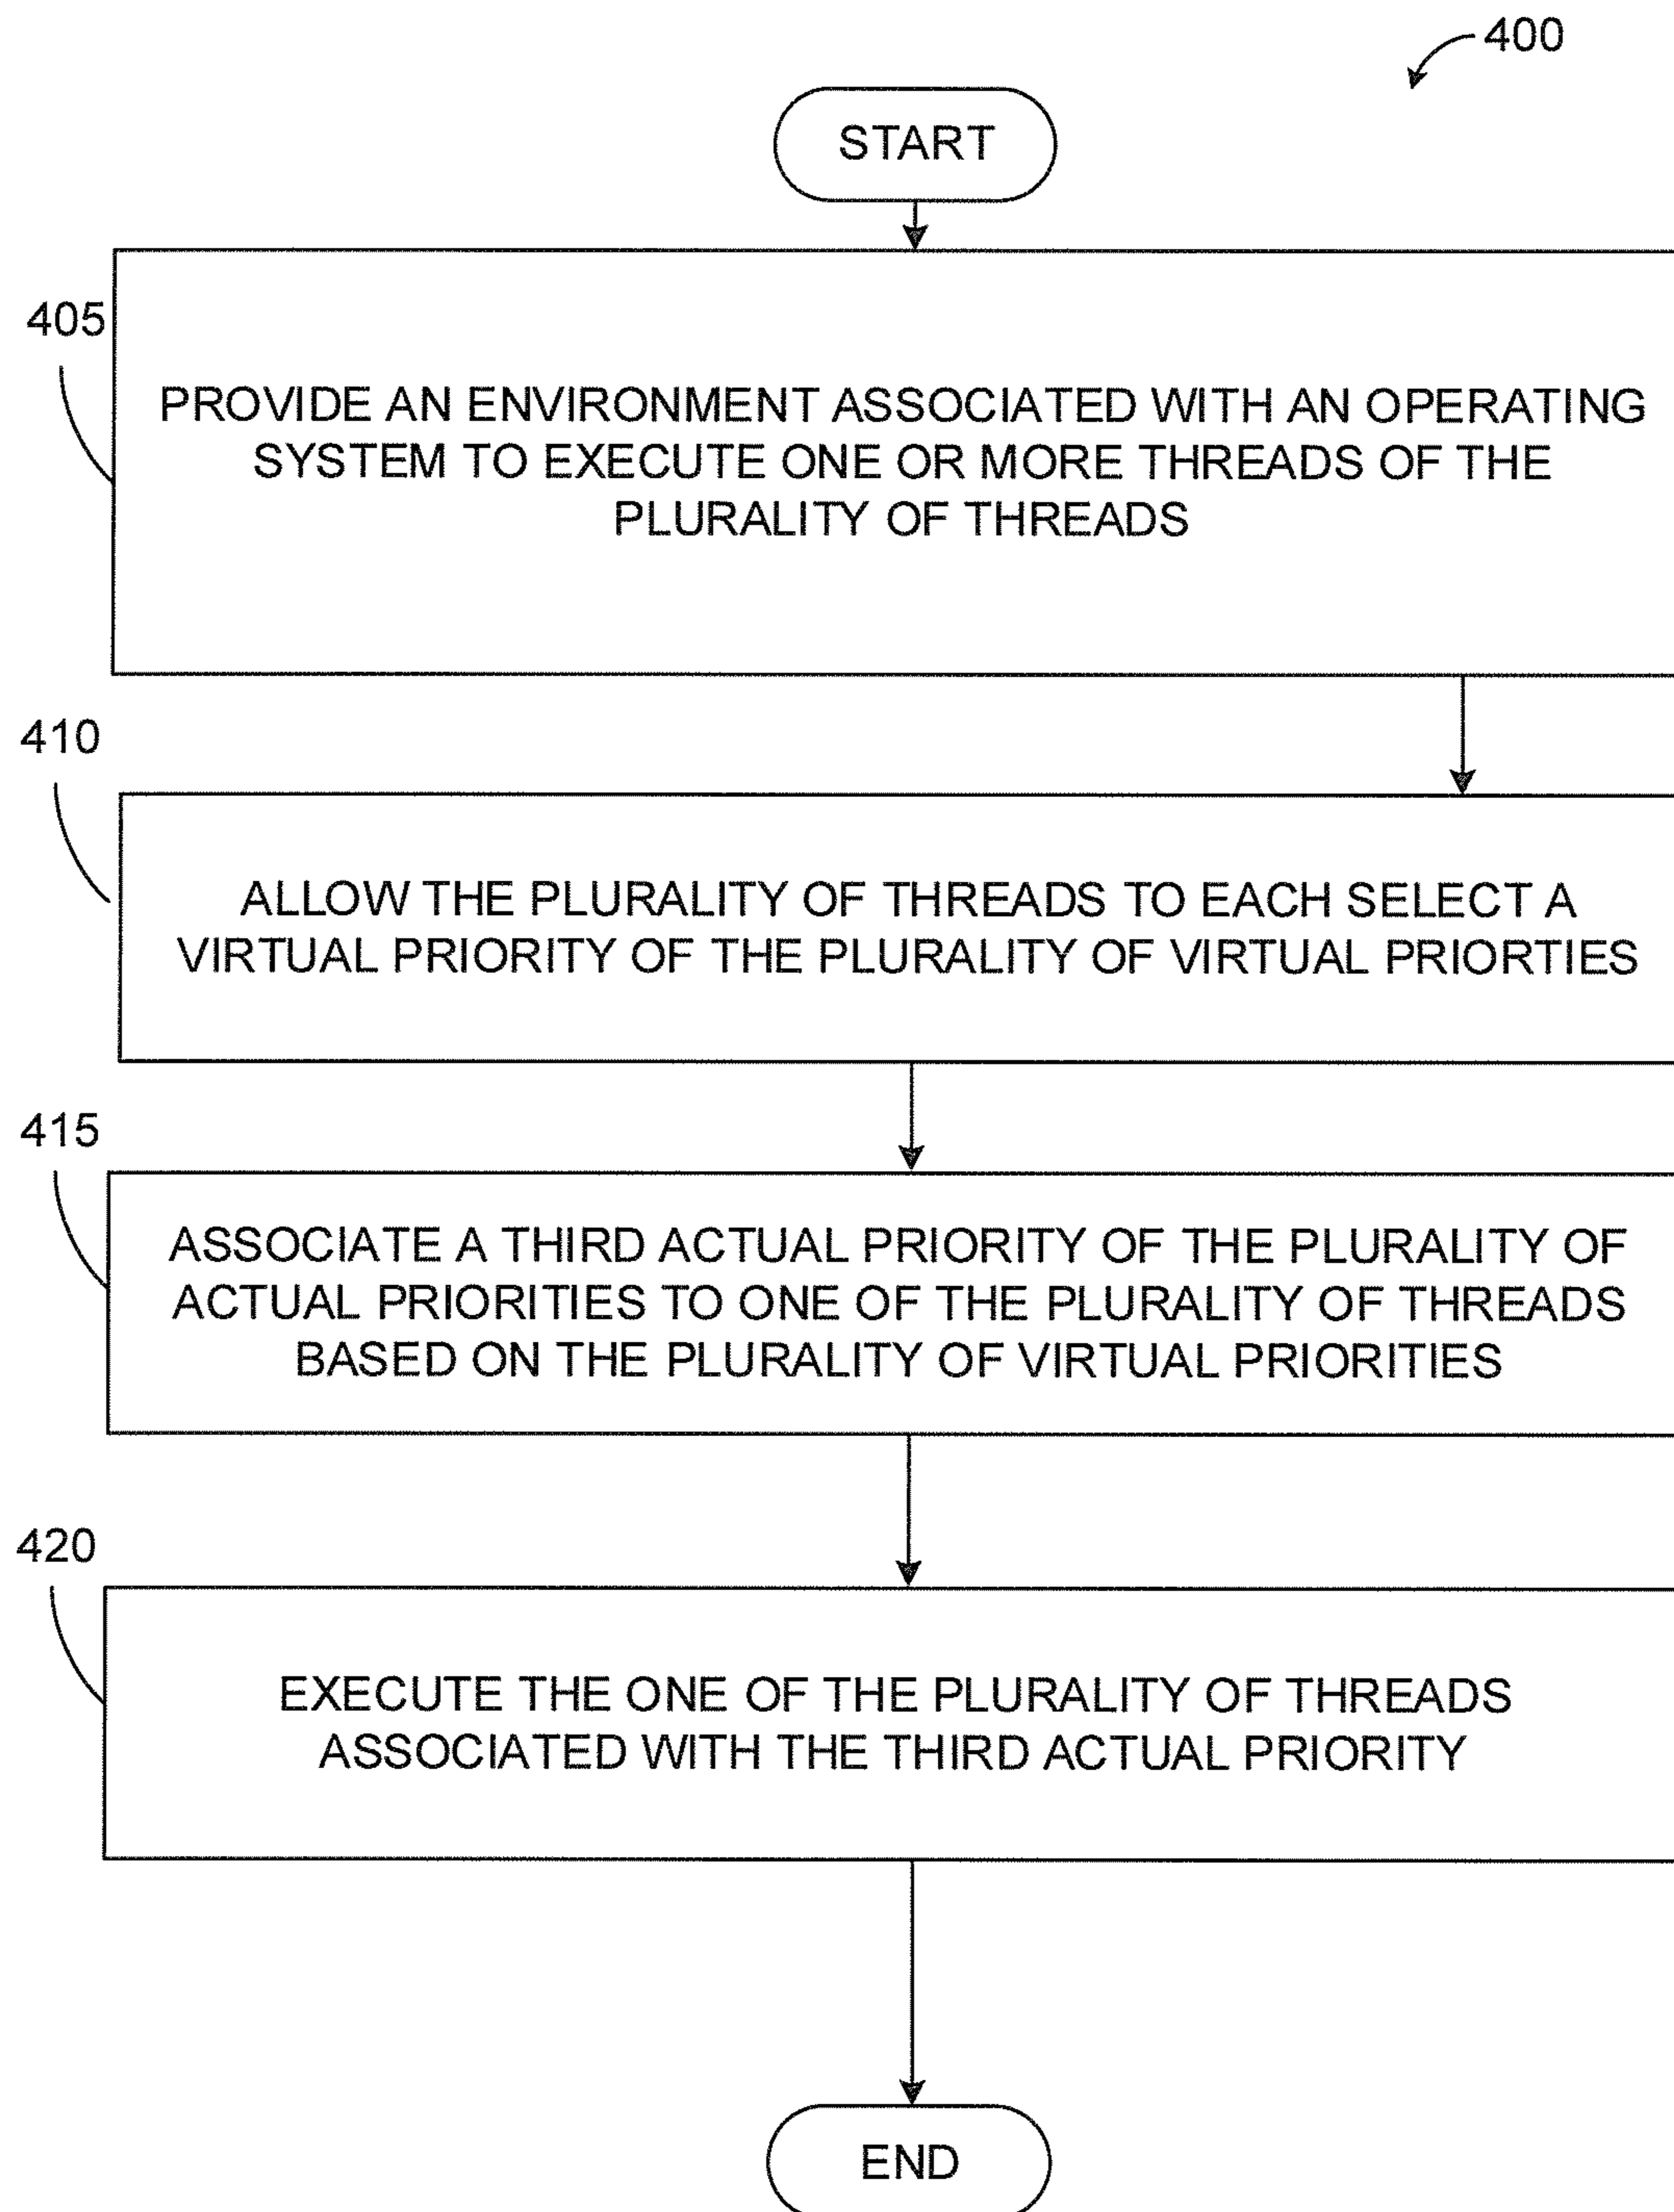 400
START
405
PROVIDE AN ENVIRONMENT ASSOCIATED WITH AN OPERATING
SYSTEM TO EXECUTE ONE OR MORE THREADS OF THE
PLURALITY OF THREADS
410
ALLOW THE PLURALITY OF THREADS TO EACH SELECT A
VIRTUAL PRIORITY OF THE PLURALITY OF VIRTUAL PRIORTIES
415
ASSOCIATE A THIRD ACTUAL PRIORITY OF THE PLURALITY OF
ACTUAL PRIORITIES TO ONE OF THE PLURALITY OF THREADS
BASED ON THE PLURALITY OF VIRTUAL PRIORITIES
420
EXECUTE THE ONE OF THE PLURALITY OF THREADS
ASSOCIATED WITH THE THIRD ACTUAL PRIORITY
END